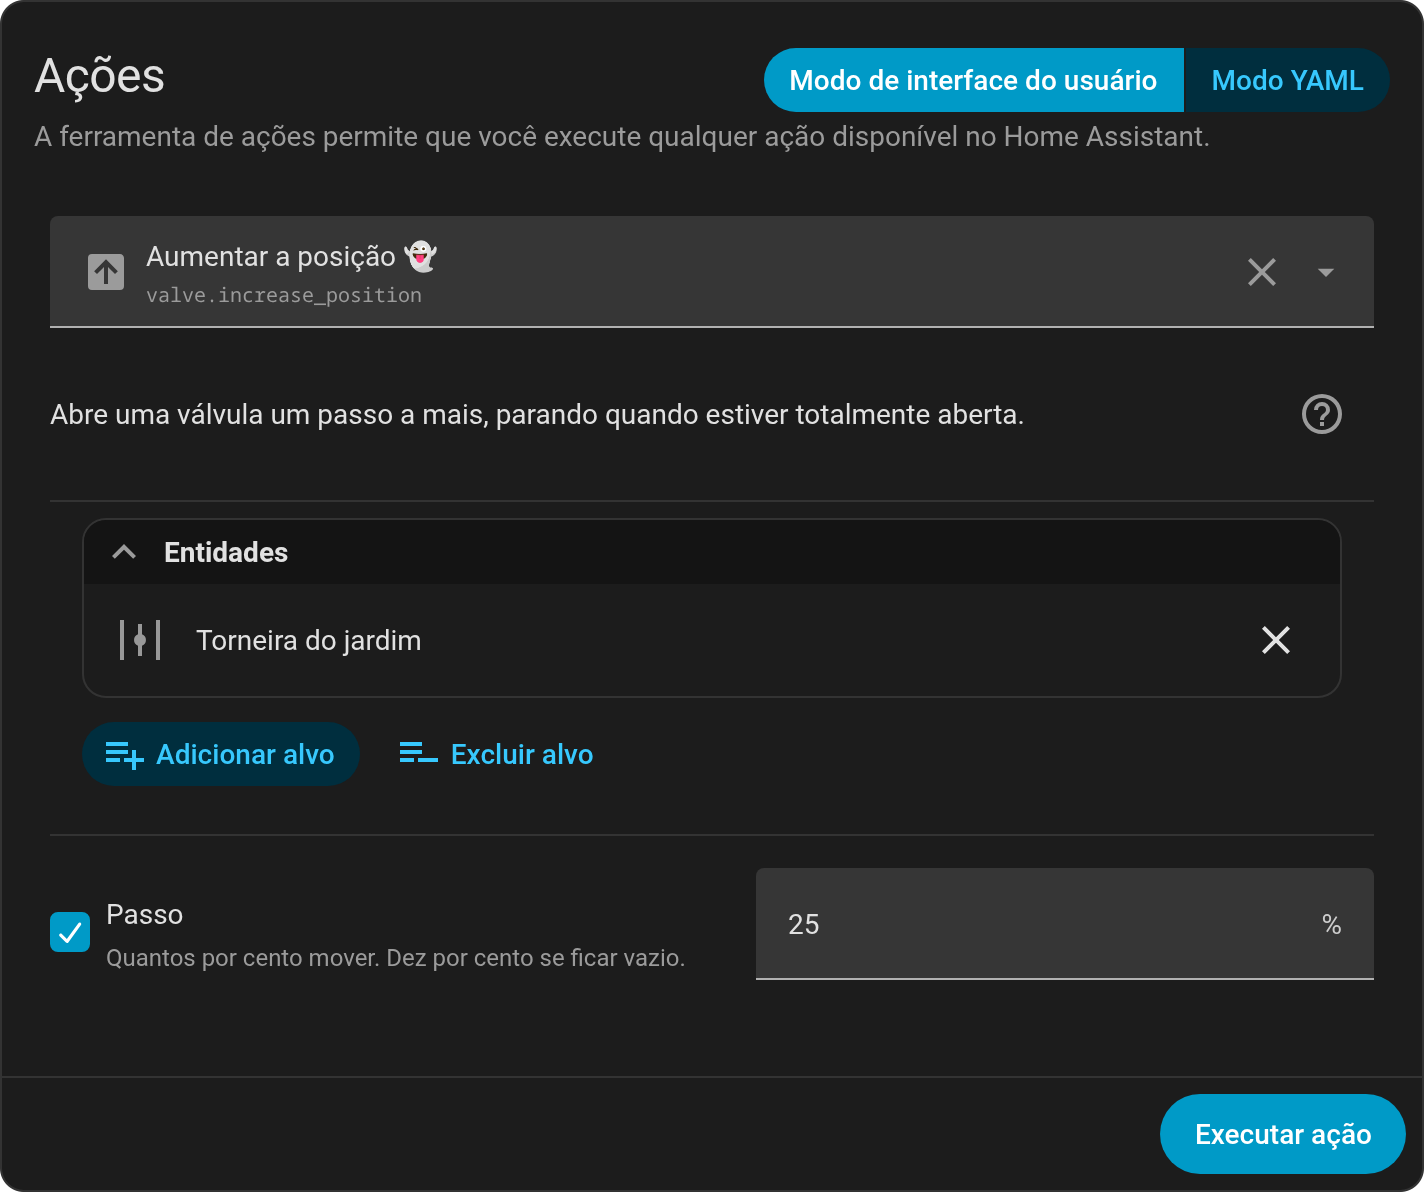 Ações
Modo de interface do usuário
Modo YAML
A ferramenta de ações permite que você execute qualquer ação disponível no Home Assistant.
Aumentar a posição 👻
valve.increase_position
Abre uma válvula um passo a mais, parando quando estiver totalmente aberta.
Entidades
Torneira do jardim
Adicionar alvo
Excluir alvo
Passo
Quantos por cento mover. Dez por cento se ficar vazio.
25 %
Executar ação